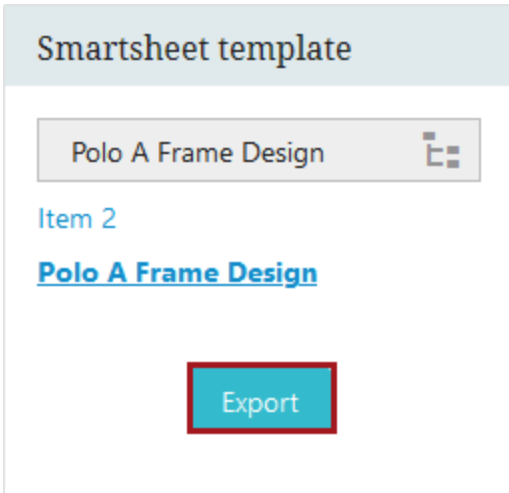 Smartsheet template
Polo A Frame Design
Item 2
Polo A Frame Design
Export